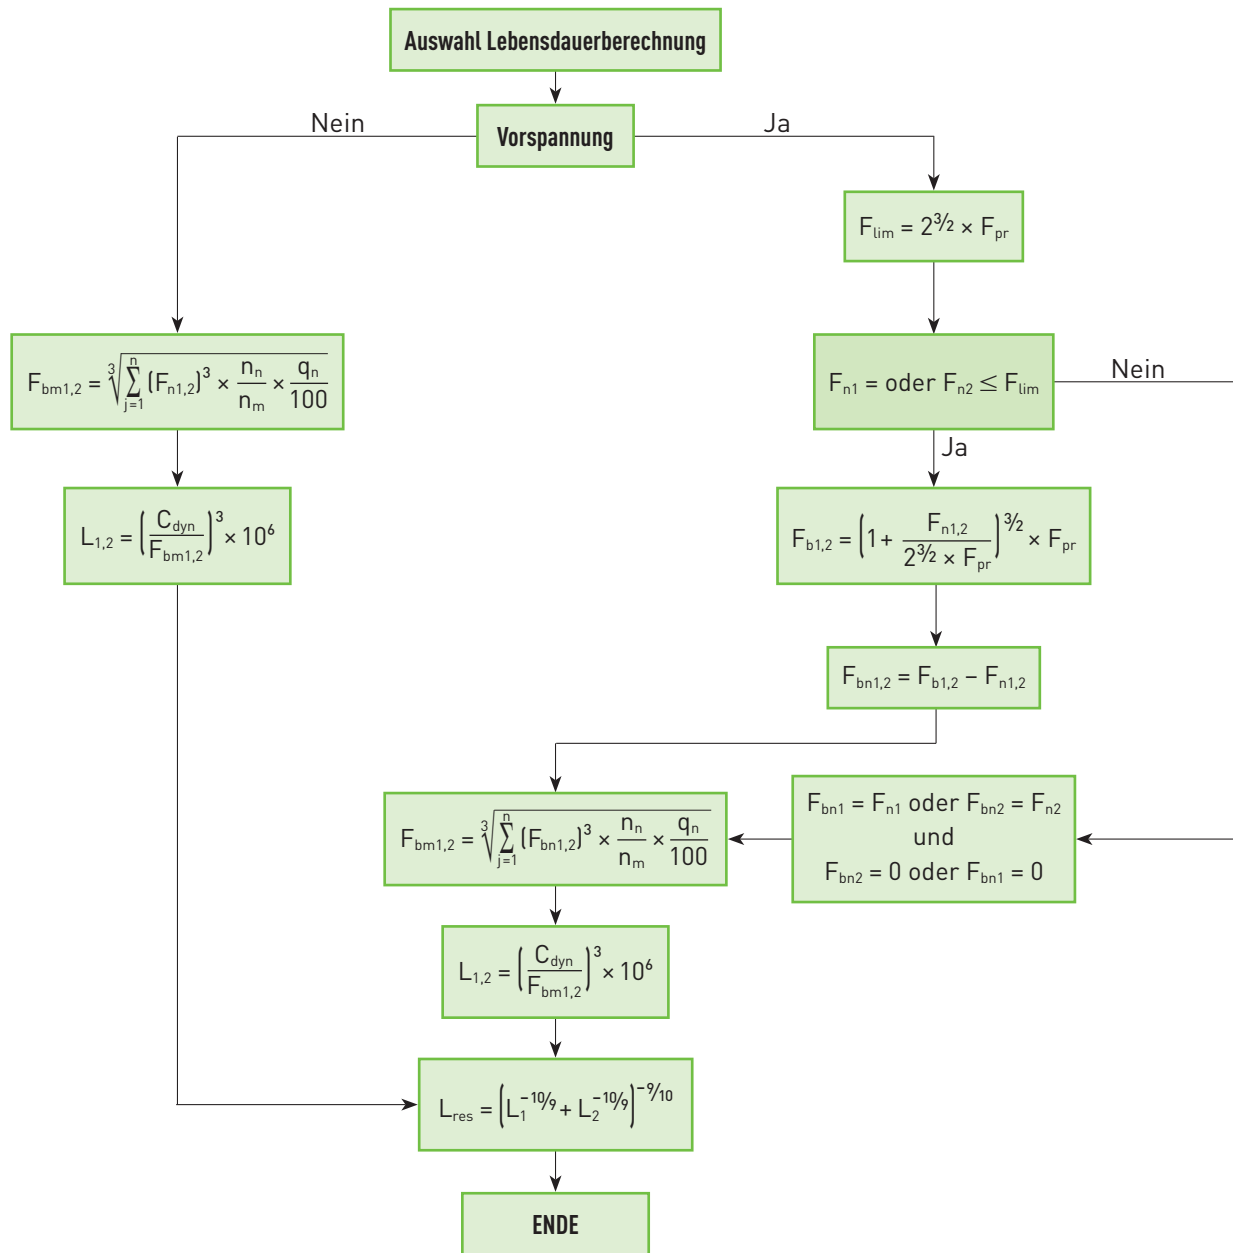 Auswahl Lebensdauerberechnung
Vorspannung
Nein
Ja
F_lim = 2^(3/2) × F_pr
F_n1 = oder F_n2 ≤ F_lim
Nein
Ja
F_bm1,2 = ∛(∑_(j=1)^n (F_n1,2)³ × n_n/n_m × q_n/100)
L_1,2 = (C_dyn/F_bm1,2)³ × 10⁶
F_b1,2 = (1 + F_n1,2/(2^(3/2) × F_pr))^(3/2) × F_pr
F_bn1,2 = F_b1,2 − F_n1,2
F_bn1 = F_n1 oder F_bn2 = F_n2
und
F_bn2 = 0 oder F_bn1 = 0
F_bm1,2 = ∛(∑_(j=1)^n (F_bn1,2)³ × n_n/n_m × q_n/100)
L_1,2 = (C_dyn/F_bm1,2)³ × 10⁶
L_res = (L_1^(−10/9) + L_2^(−10/9))^(−9/10)
ENDE